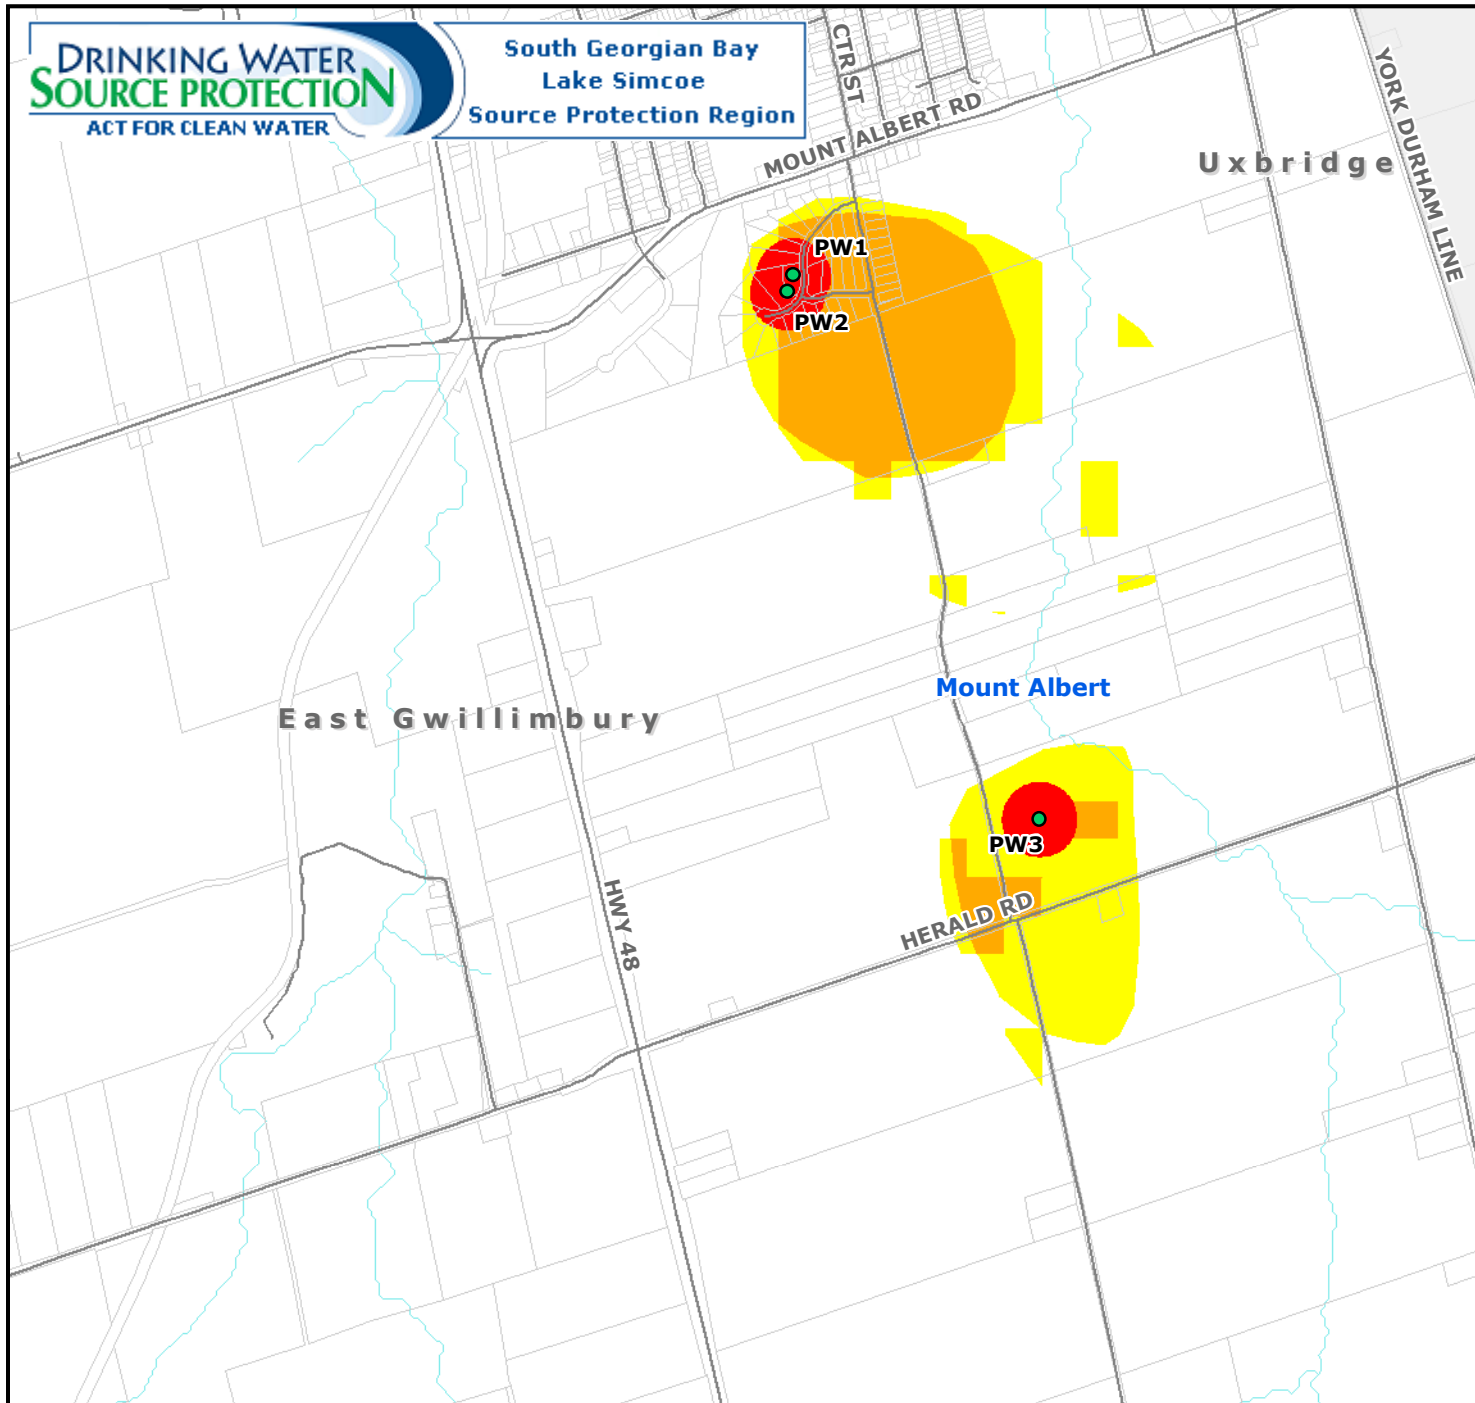 DRINKING WATER
SOURCE PROTECTION
ACT FOR CLEAN WATER
South Georgian Bay
Lake Simcoe
Source Protection Region
CTR ST
MOUNT ALBERT RD
YORK DURHAM LINE
Uxbridge
PW1
PW2
Mount Albert
East Gwillimbury
PW3
HERALD RD
HWY 48